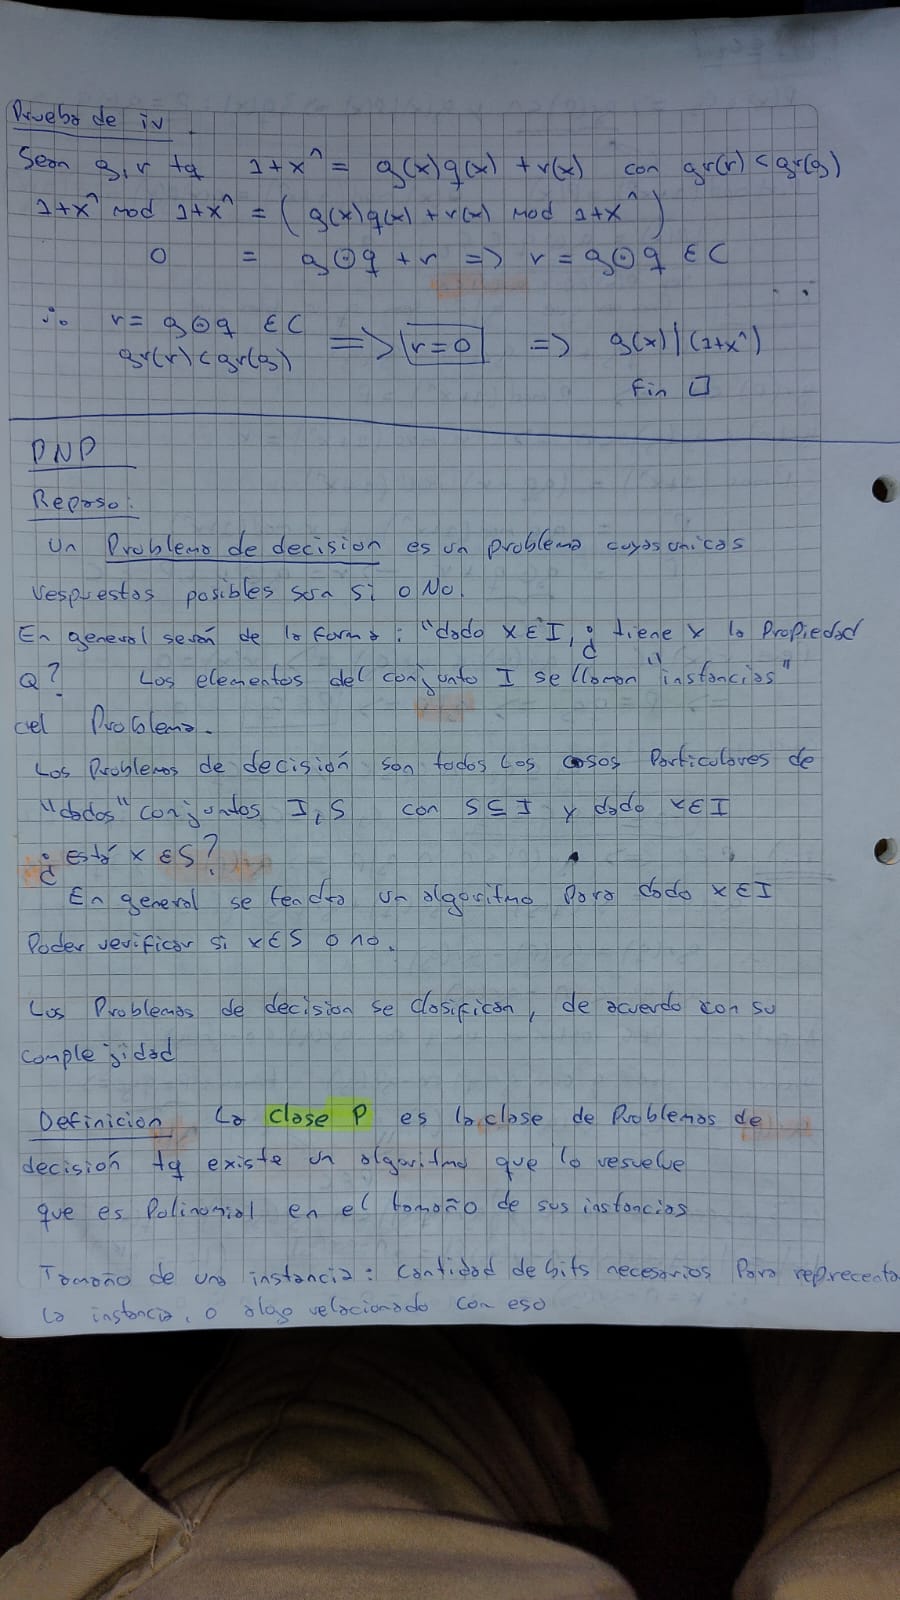 Prueba de iv
Sean g, r tq 1+x^n = g(x)q(x) + r(x) con gr(r) < gr(g)
1+x^n mod 1+x^n = (g(x)q(x) + r(x) mod 1+x^n)
0 = g⊙q + r => r = g⊙q ∈ C
∴ r = g⊙q ∈ C
gr(r) < gr(g) => r=0 => g(x)|(1+x^n)
Fin □
PNP
Repaso:
Un Problema de decision es un problema cuyas unicas
respuestas posibles sean si o No.
En general serán de la forma: "dado x ∈ I, ¿ tiene x la Propiedad
Q?" Los elementos del conjunto I se llaman "instancias"
del Problema.
Los Problemas de decisión son todos los casos Particulares de
"dados" conjuntos I, S con S ⊆ I y dado x ∈ I
¿ Está x ∈ S?
En general se tendra un algoritmo Para dado x ∈ I
Poder verificar si x ∈ S o no.
Los Problemas de decision se clasifican, de acuerdo con su
complejidad
Definicion La clase P es la clase de Problemas de
decisión tq existe un algoritmo que lo resuelve
que es Polinomial en el tamaño de sus instancias
Tamaño de una instancia: Cantidad de bits necesarios Para reprecenta
la instancia, o algo relacionado con eso